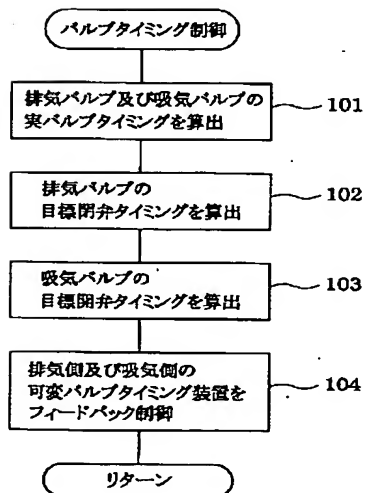 バルブタイミング制御
排気バルブ及び吸気バルブの
実バルブタイミングを算出
101
排気バルブの
目標閉弁タイミングを算出
102
吸気バルブの
目標開弁タイミングを算出
103
排気側及び吸気側の
可変バルブタイミング装置を
フィードバック制御
104
リターン